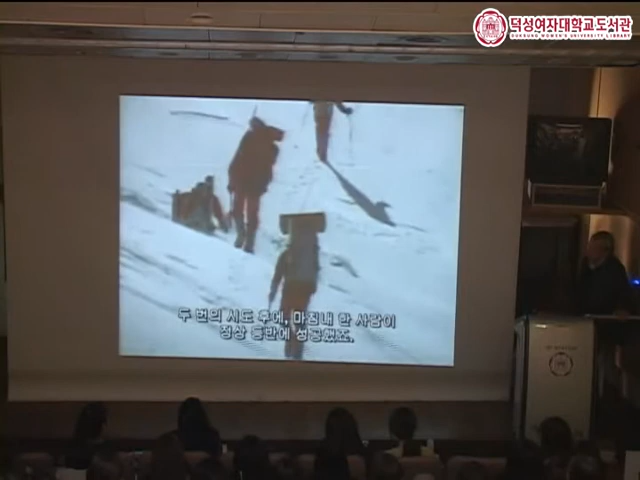 덕성여자대학교도서관
DUKSUNG WOMEN'S UNIVERSITY LIBRARY
두 번의 시도 후에, 마침내 한 사람이
정상 등반에 성공했죠.